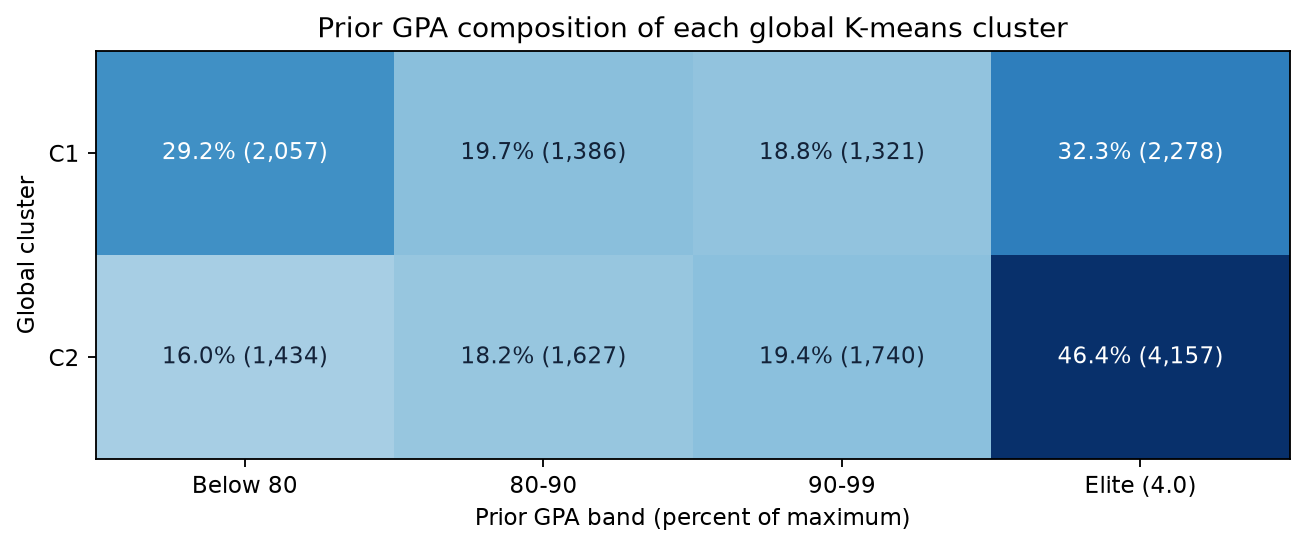 Prior GPA composition of each global K-means cluster
Global cluster
C1
29.2% (2,057)
19.7% (1,386)
18.8% (1,321)
32.3% (2,278)
C2
16.0% (1,434)
18.2% (1,627)
19.4% (1,740)
46.4% (4,157)
Below 80
80-90
90-99
Elite (4.0)
Prior GPA band (percent of maximum)